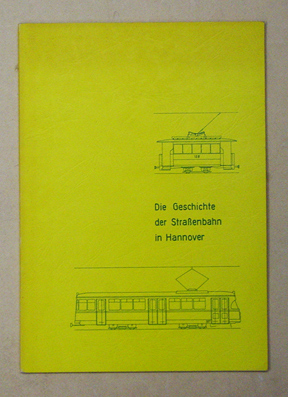 Die Geschichte
der Straßenbahn
in Hannover